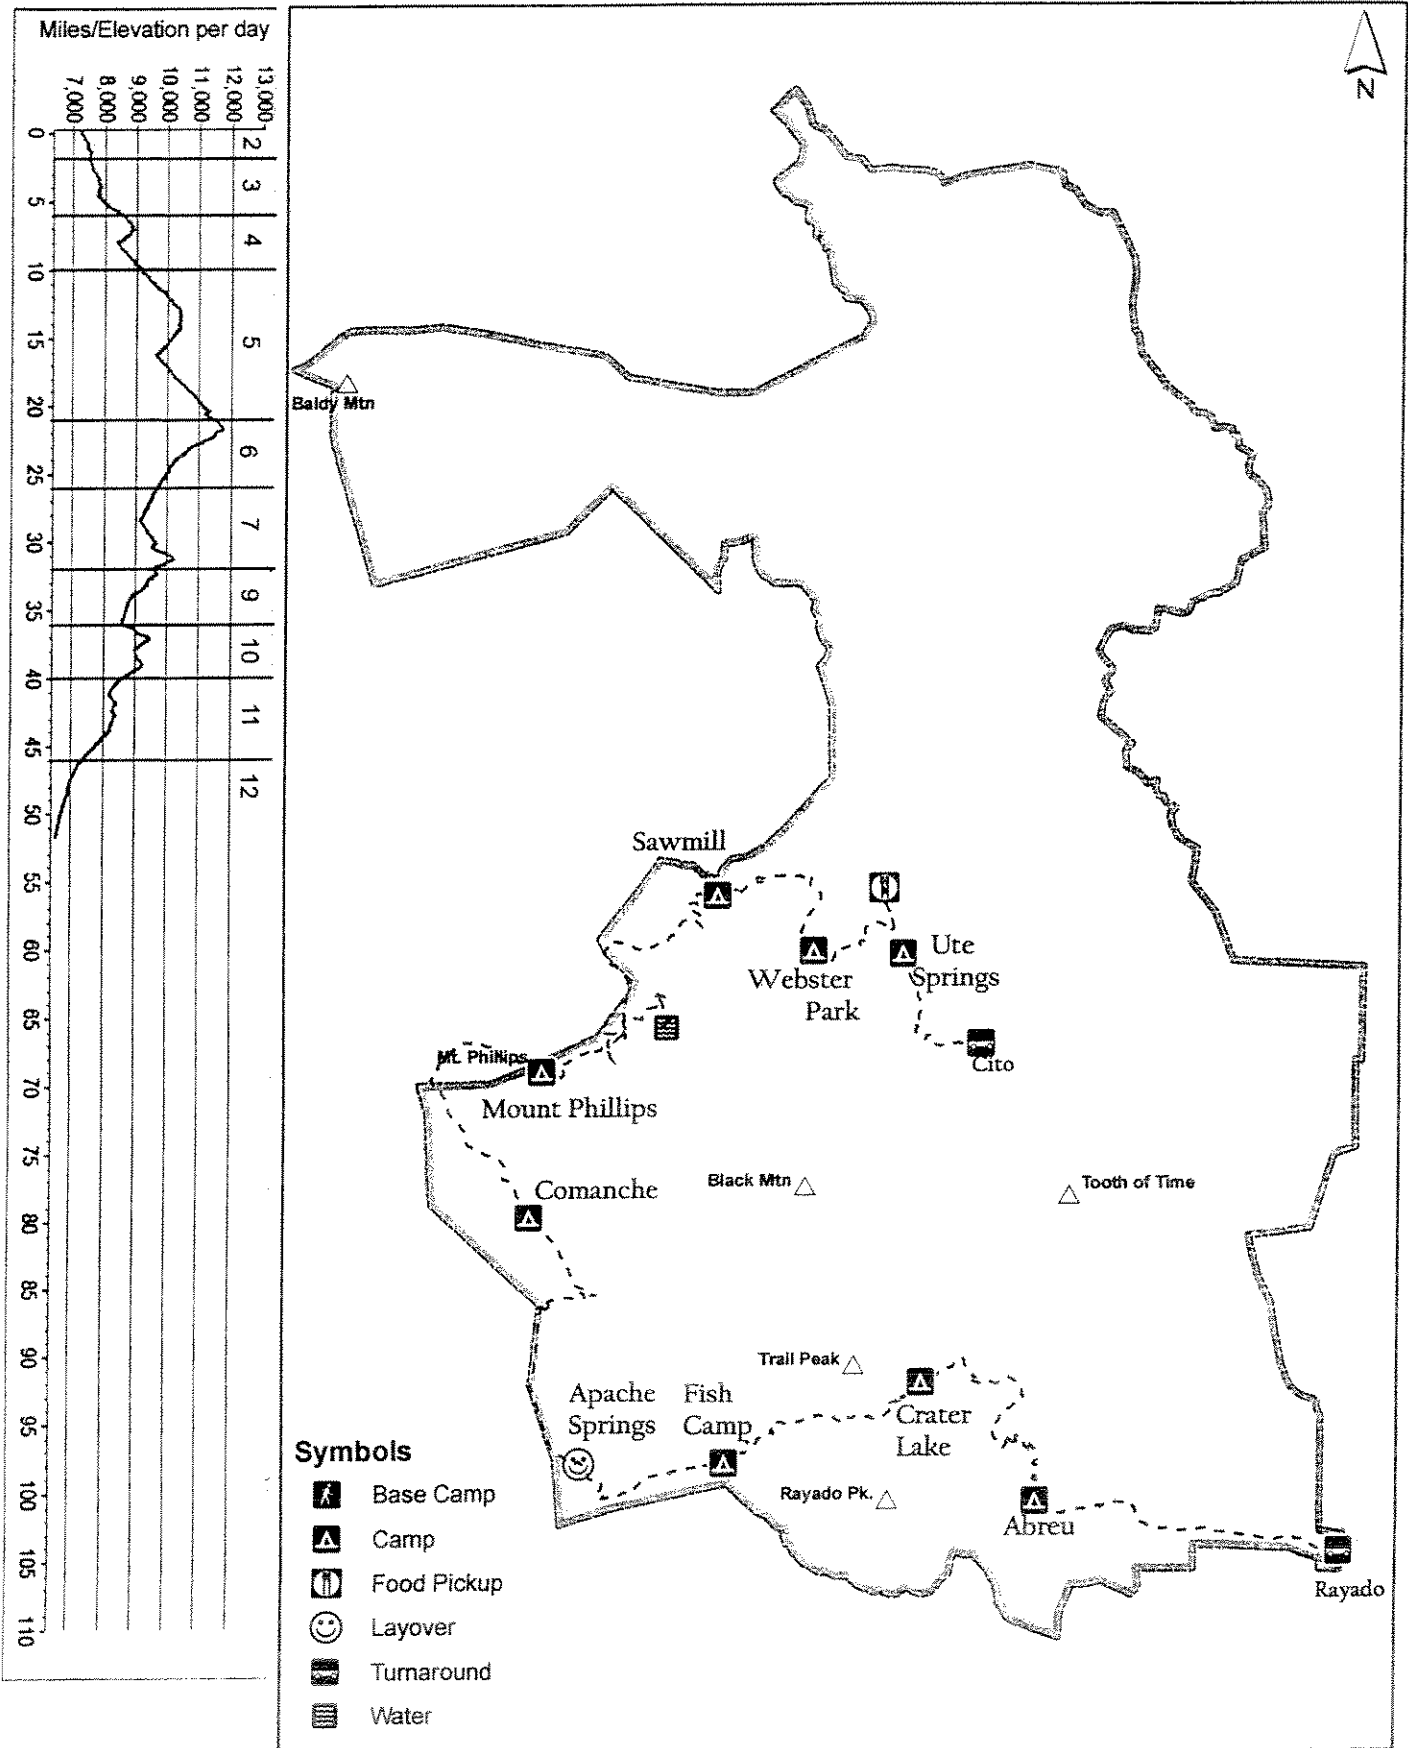 Miles/Elevation per day
13,000
12,000
11,000
10,000
9,000
8,000
7,000
2
3
4
5
6
7
9
10
11
12
0
5
10
15
20
25
30
35
40
45
50
55
60
65
70
75
80
85
90
95
100
105
110
N
Baldy Mtn
Sawmill
Ute
Springs
Webster
Park
Cito
Mt. Phillips
Mount Phillips
Comanche
Black Mtn
Tooth of Time
Trail Peak
Apache
Springs
Fish
Camp
Crater
Lake
Rayado Pk.
Abreu
Rayado
Symbols
Base Camp
Camp
Food Pickup
Layover
Turnaround
Water